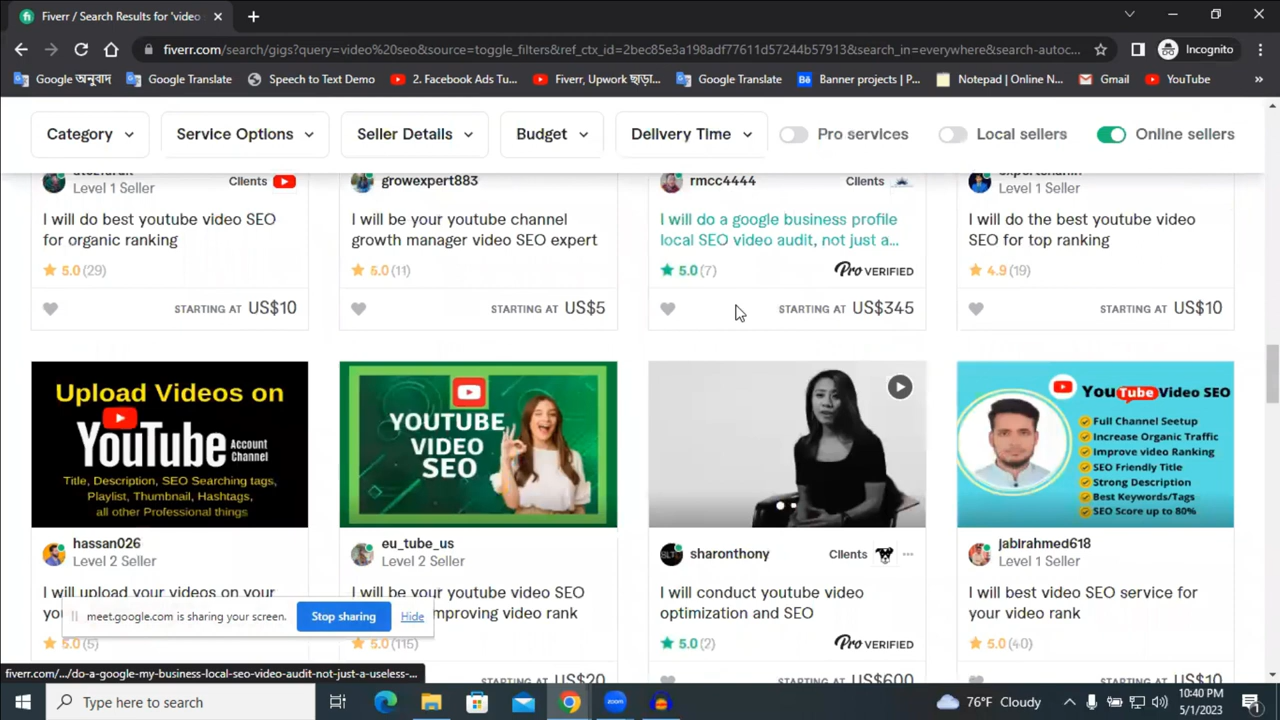 Fiverr / Search Results for 'video
fiverr.com/search/gigs?query=video%20seo&source=toggle_filters&ref_ctx_id=2bec85e3a198adf77611d57244b57913&search_in=everywhere&search-autoc...
Incognito
Google অনুবাদ
Google Translate
Speech to Text Demo
2. Facebook Ads Tu...
Fiverr, Upwork ছাড়া...
Google Translate
Banner projects | P...
Notepad | Online N...
Gmail
YouTube
»
Category
Service Options
Seller Details
Budget
Delivery Time
Pro services
Local sellers
Online sellers
Level 1 Seller
Clients
growexpert883
rmcc4444
Clients
Level 1 Seller
I will do best youtube video SEO
for organic ranking
I will be your youtube channel
growth manager video SEO expert
I will do a google business profile
local SEO video audit, not just a...
I will do the best youtube video
SEO for top ranking
5.0 (29)
5.0 (11)
5.0 (7)
Pro VERIFIED
4.9 (19)
STARTING AT US$10
STARTING AT US$5
STARTING AT US$345
STARTING AT US$10
Upload Videos on
YouTube Account
Channel
Title, Description, SEO Searching tags,
Playlist, Thumbnail, Hashtags,
all other Professional things
YOUTUBE
VIDEO
SEO
YouTube Video SEO
Full Channel Seetup
Increase Organic Traffic
Improve video Ranking
SEO Friendly Title
Strong Description
Best Keywords/Tags
SEO Score up to 80%
hassan026
Level 2 Seller
eu_tube_us
Level 2 Seller
sharonthony
Clients
jabirahmed618
Level 1 Seller
I will upload your videos on your
I will be your youtube video SEO
improving video rank
I will conduct youtube video
optimization and SEO
I will best video SEO service for
your video rank
5.0 (5)
5.0 (115)
5.0 (2)
Pro VERIFIED
5.0 (40)
US$20
STARTING AT US$600
STARTING AT US$10
meet.google.com is sharing your screen.
Stop sharing
Hide
fiverr.com/.../do-a-google-my-business-local-seo-video-audit-not-just-a-useless-...
Type here to search
zoom
76°F Cloudy
10:40 PM
5/1/2023